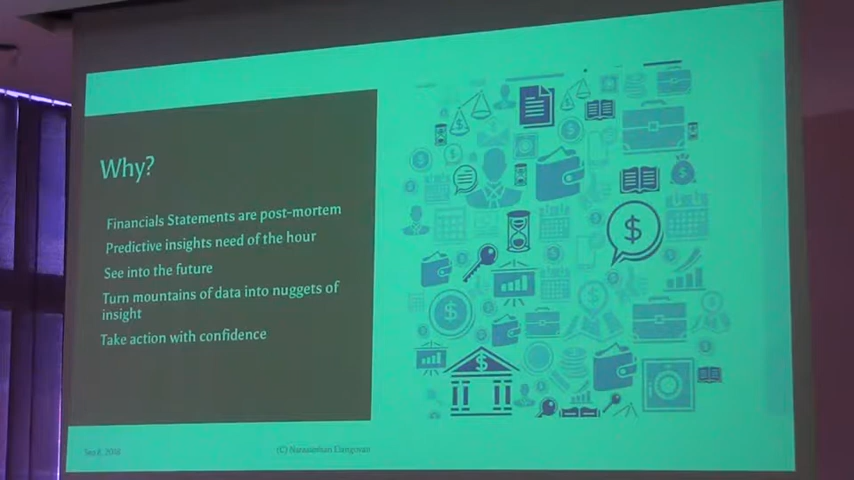 Why?
Financials Statements are post-mortem
Predictive insights need of the hour
See into the future
Turn mountains of data into nuggets of
insight
Take action with confidence
(C)